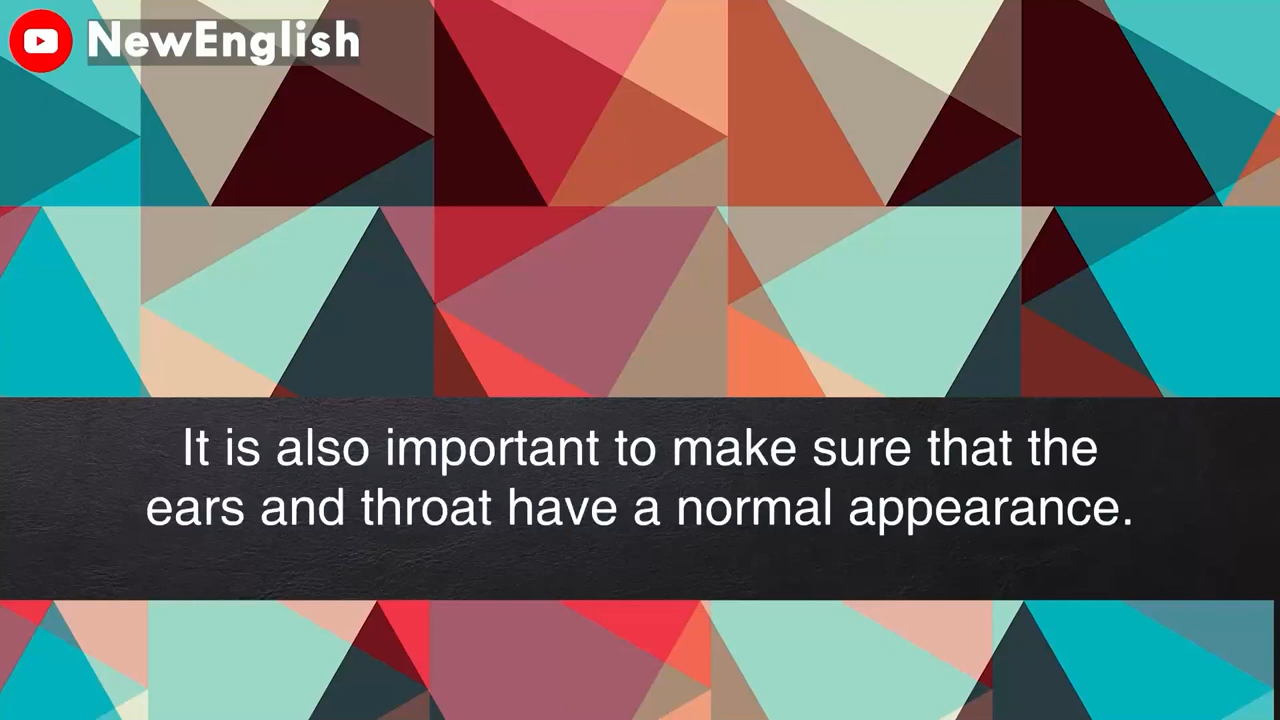 NewEnglish
It is also important to make sure that the
ears and throat have a normal appearance.